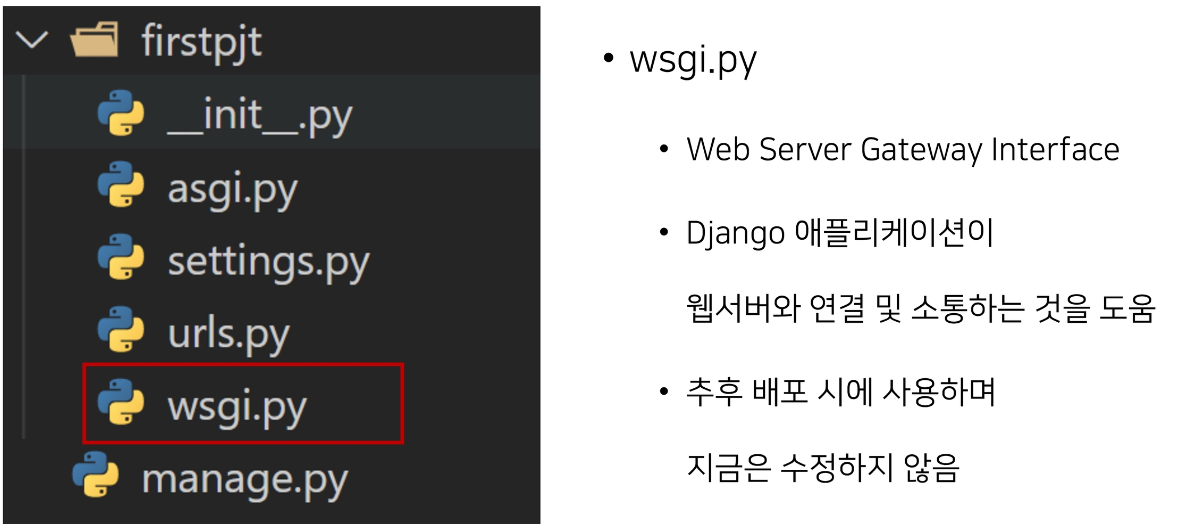 firstpjt
__init__.py
asgi.py
settings.py
urls.py
wsgi.py
manage.py
• wsgi.py
• Web Server Gateway Interface
• Django 애플리케이션이
웹서버와 연결 및 소통하는 것을 도움
• 추후 배포 시에 사용하며
지금은 수정하지 않음